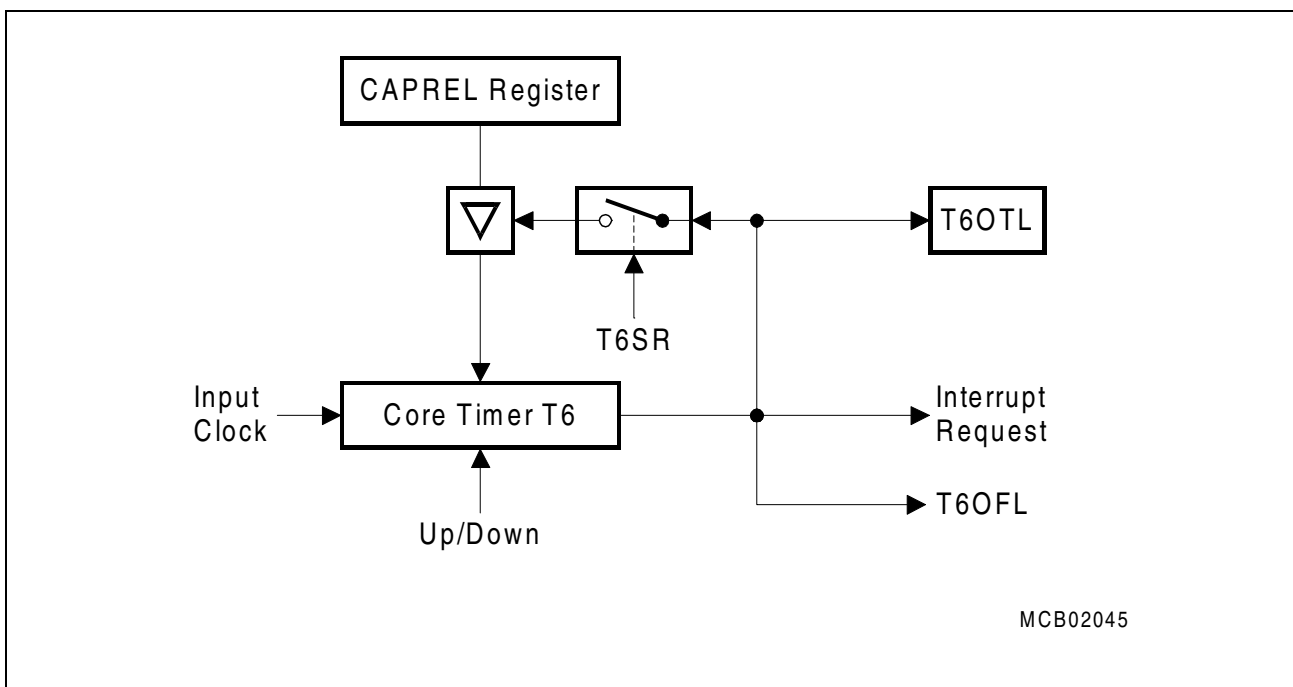 CAPREL Register
T6OTL
T6SR
Input
Clock
Core Timer T6
Interrupt
Request
T6OFL
Up/Down
MCB02045